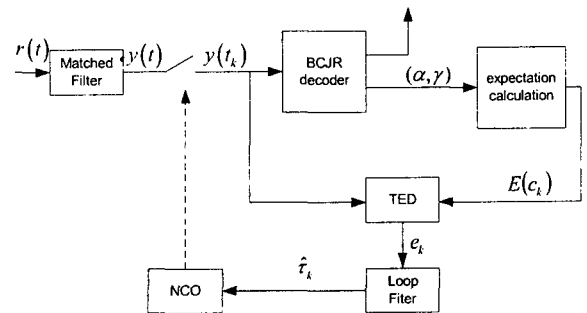 r(t)
Matched
Filter
y(t)
y(t_k)
BCJR
decoder
(α,γ)
expectation
calculation
E(c_k)
TED
e_k
τ̂_k
NCO
Loop
Fiter